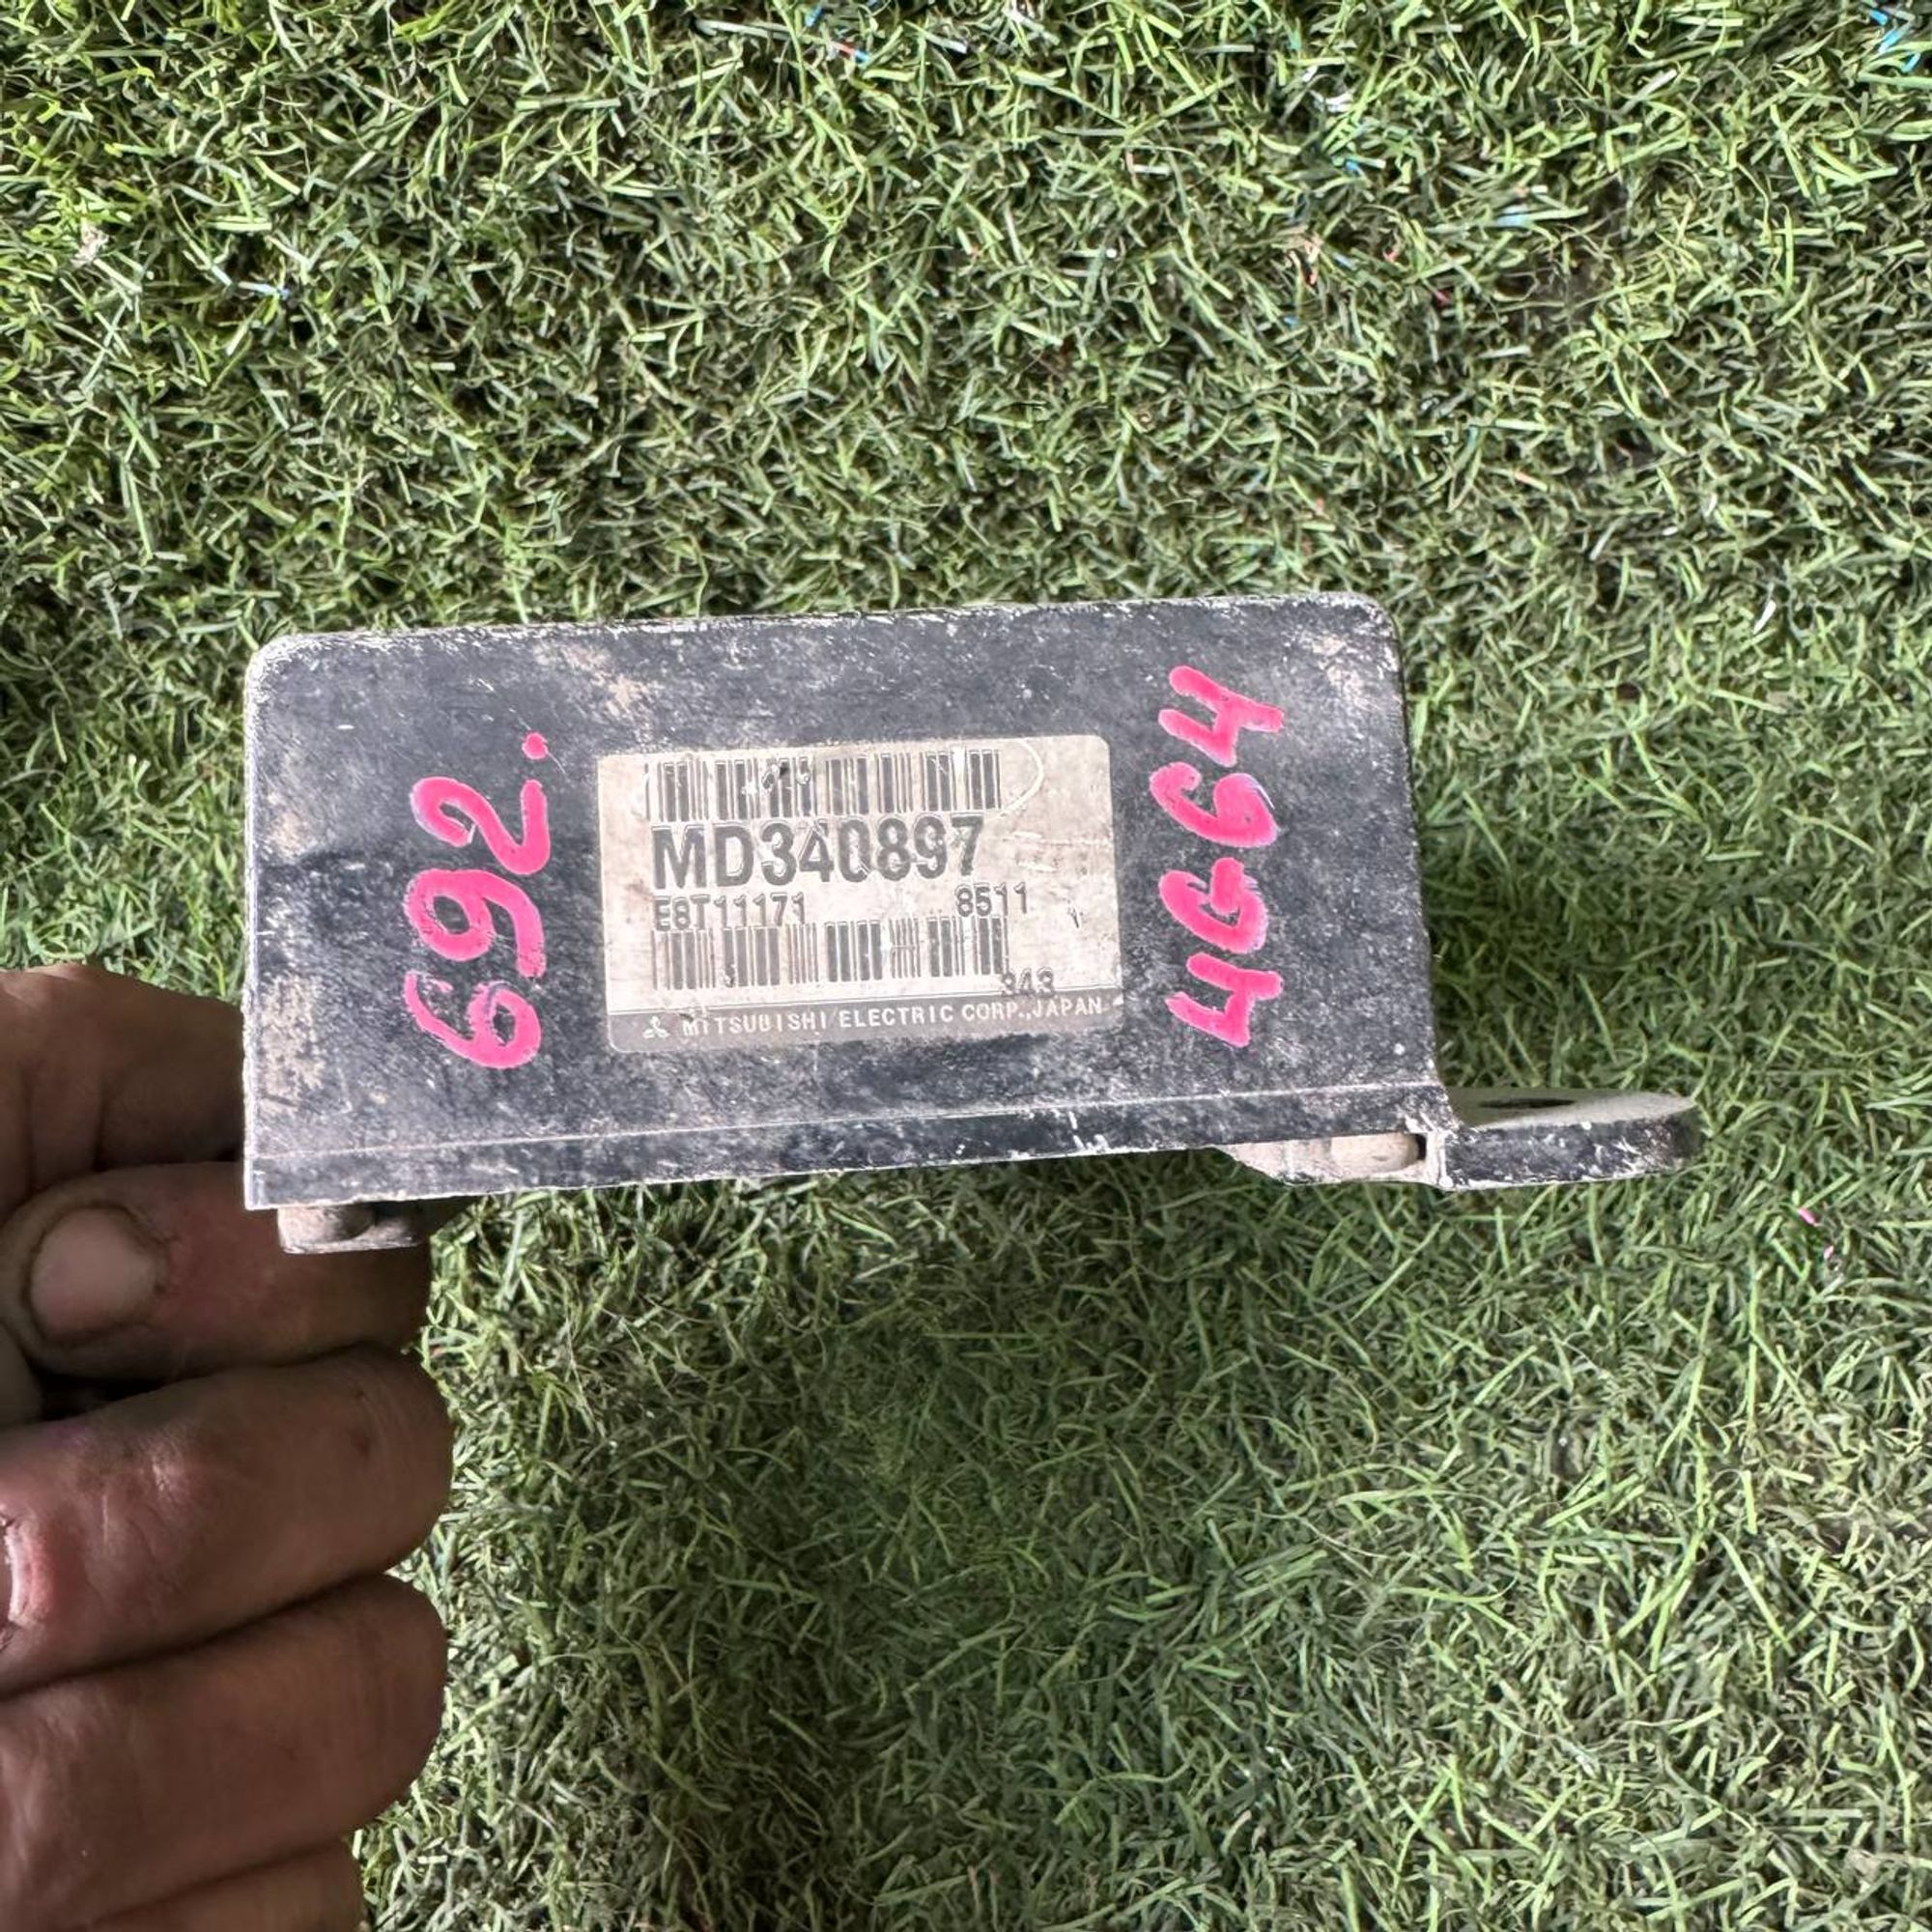 692.
MD340897
E8T11171 8511
343
MITSUBISHI ELECTRIC CORP.,JAPAN
4G64